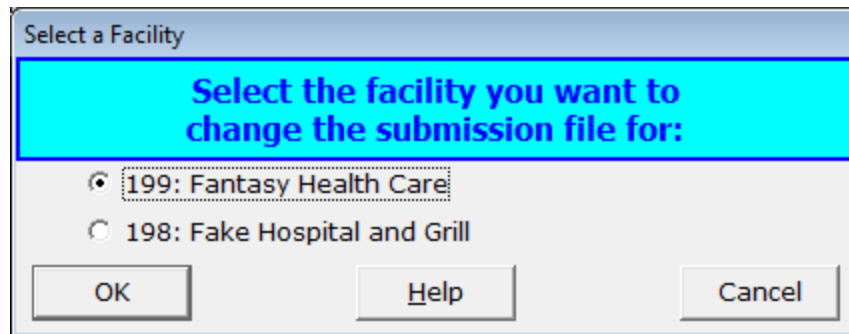 Select a Facility
Select the facility you want to
change the submission file for:
199: Fantasy Health Care
198: Fake Hospital and Grill
OK Help Cancel